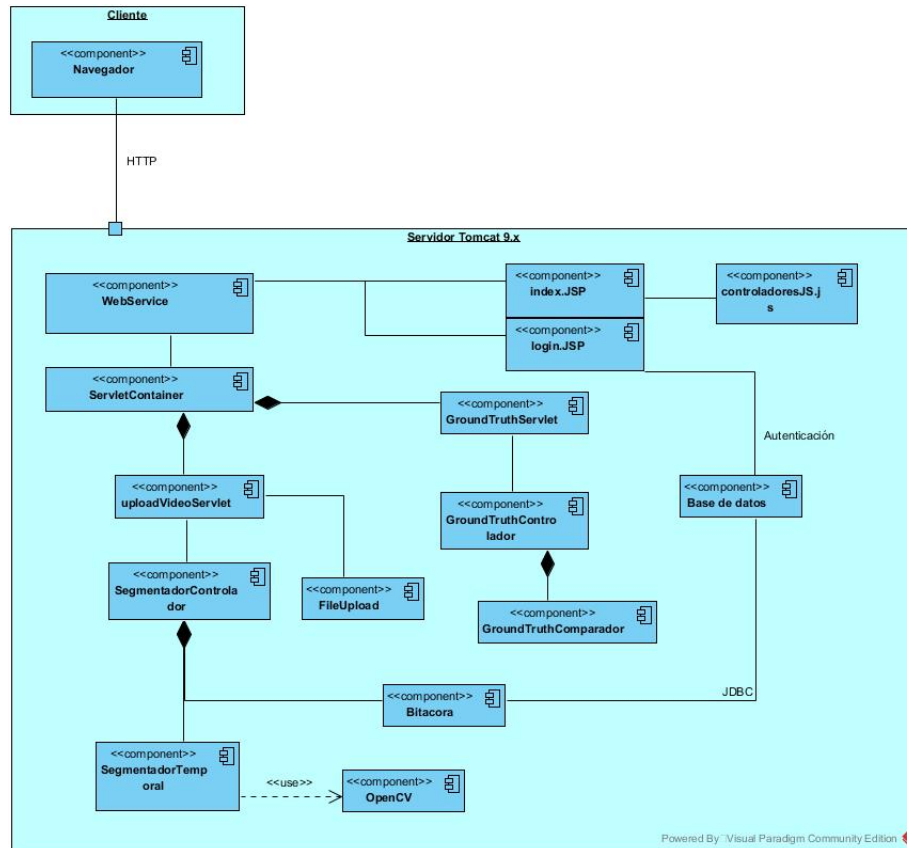 Cliente
<<component>>
Navegador
HTTP
Servidor Tomcat 9.x
<<component>>
WebService
<<component>>
index.JSP
<<component>>
login.JSP
<<component>>
controladoresJS.j
s
<<component>>
ServletContainer
<<component>>
GroundTruthServlet
Autenticación
<<component>>
uploadVideoServlet
<<component>>
GroundTruthContro
lador
<<component>>
Base de datos
<<component>>
SegmentadorControla
dor
<<component>>
FileUpload
<<component>>
GroundTruthComparador
<<component>>
Bitacora
JDBC
<<component>>
SegmentadorTemp
oral
<<use>>
<<component>>
OpenCV
Powered By Visual Paradigm Community Edition